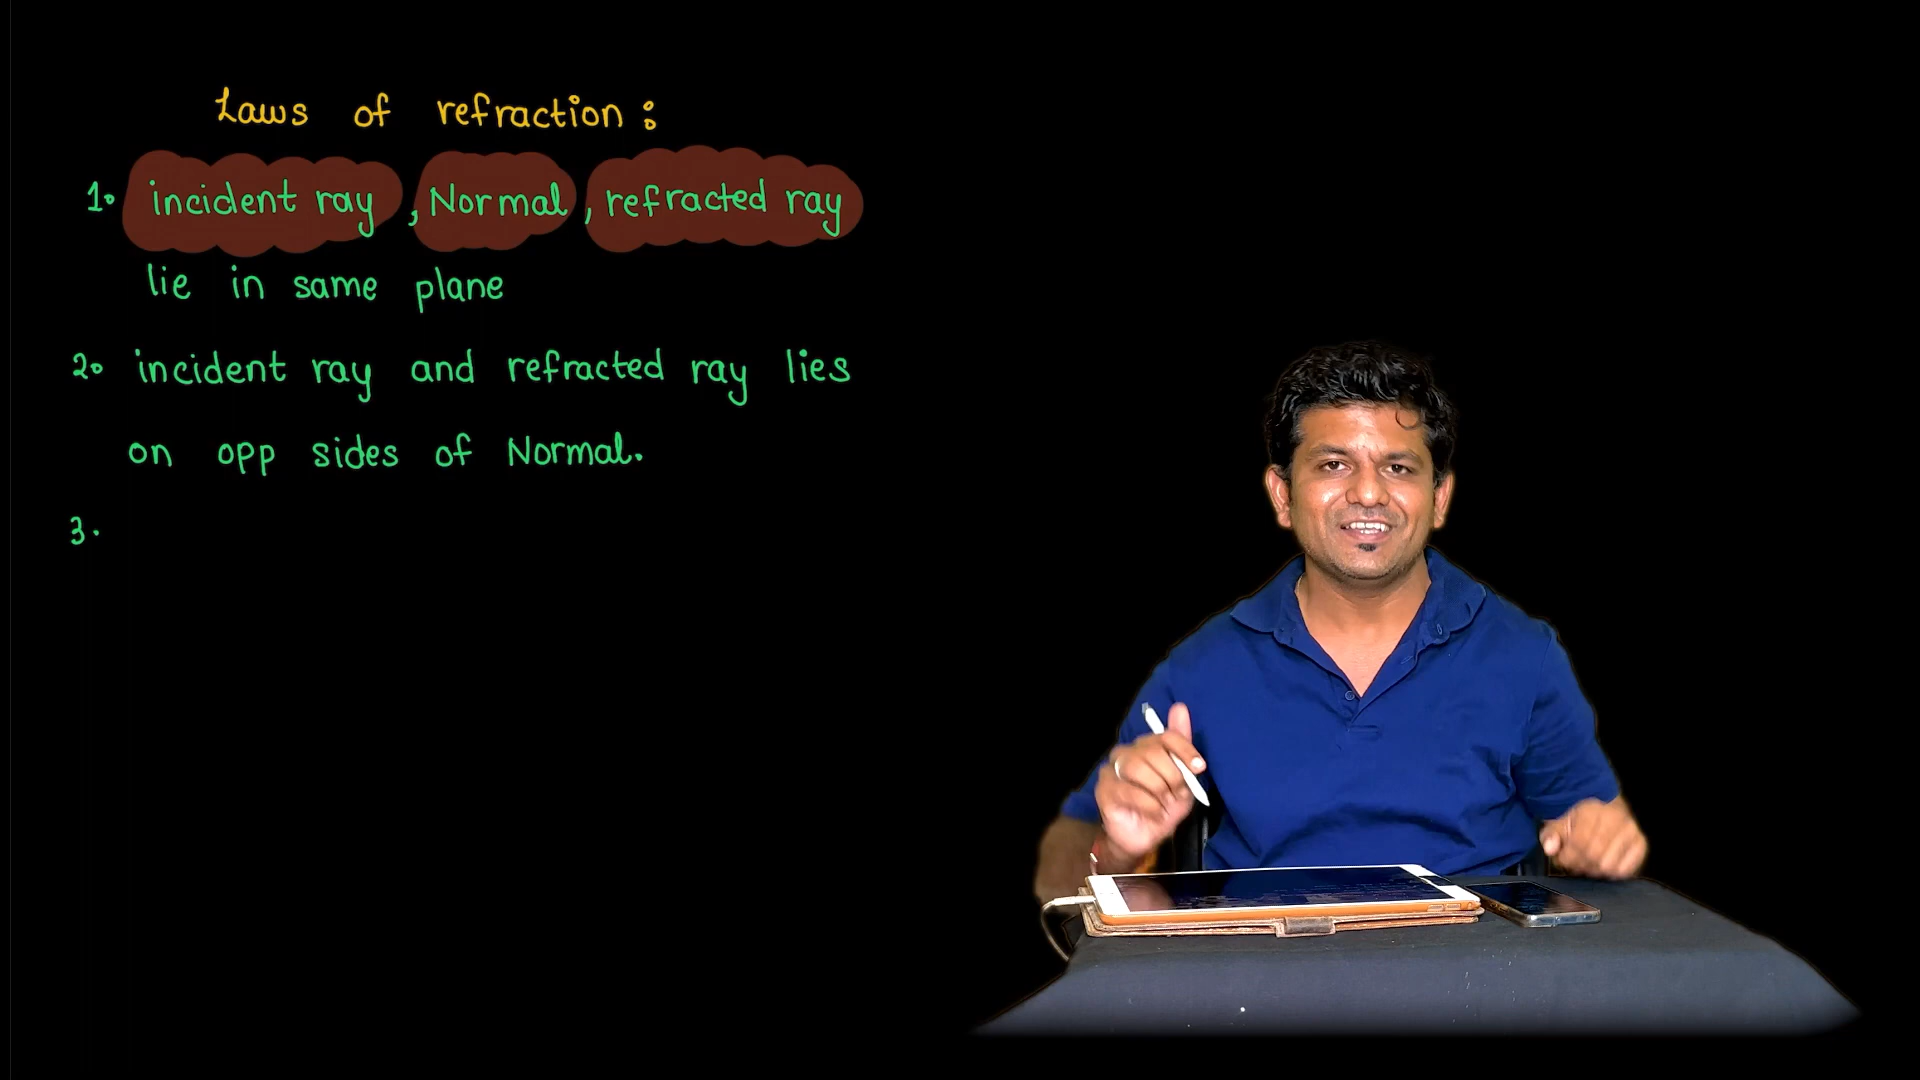 Laws of refraction :
1. incident ray , Normal , refracted ray
lie in same plane
2. incident ray and refracted ray lies
on opp sides of Normal.
3.